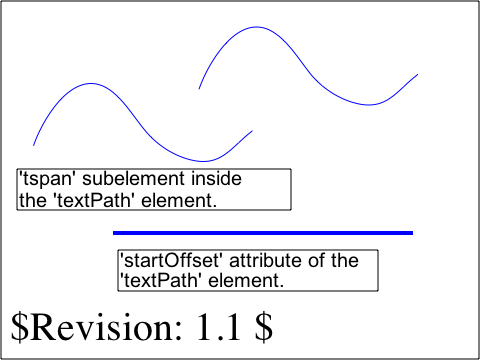 'tspan' subelement inside
the 'textPath' element.
'startOffset' attribute of the
'textPath' element.
$Revision: 1.1 $